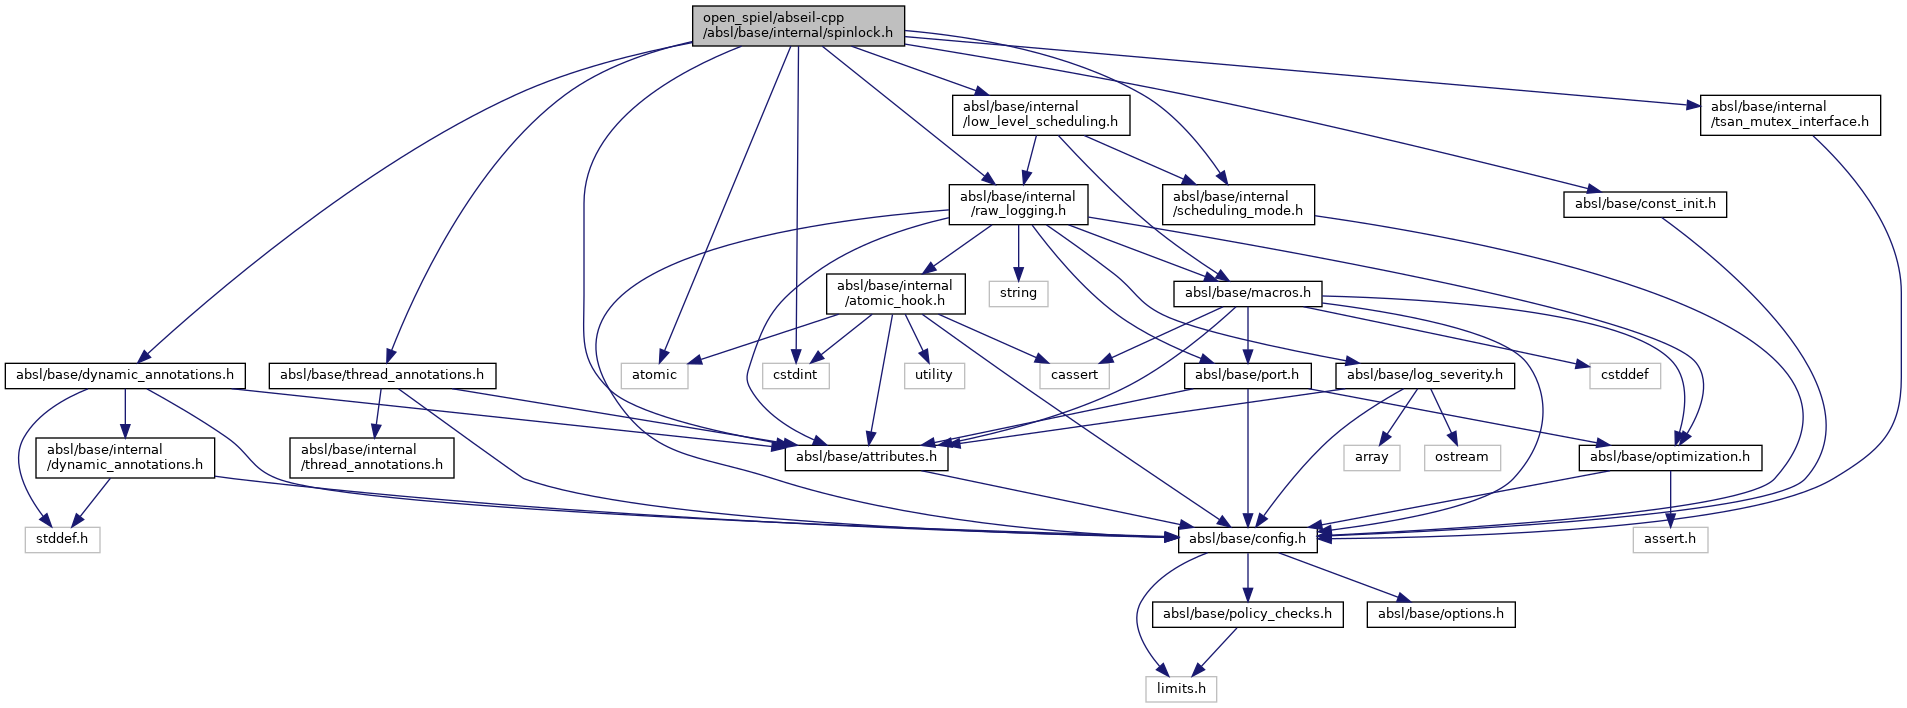 open_spiel/abseil-cpp
/absl/base/internal/spinlock.h
absl/base/internal
/low_level_scheduling.h
absl/base/internal
/tsan_mutex_interface.h
absl/base/internal
/raw_logging.h
absl/base/internal
/scheduling_mode.h
absl/base/const_init.h
absl/base/internal
/atomic_hook.h
string
absl/base/macros.h
absl/base/dynamic_annotations.h
absl/base/thread_annotations.h
atomic
cstdint
utility
cassert
absl/base/port.h
absl/base/log_severity.h
cstddef
absl/base/internal
/dynamic_annotations.h
absl/base/internal
/thread_annotations.h
absl/base/attributes.h
array
ostream
absl/base/optimization.h
stddef.h
absl/base/config.h
assert.h
absl/base/policy_checks.h
absl/base/options.h
limits.h